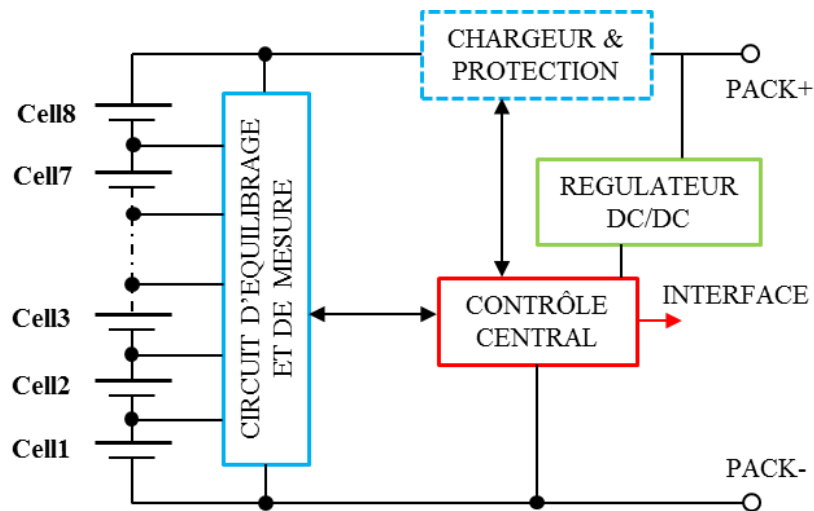 CHARGEUR &
PROTECTION
PACK+
Cell8
Cell7
REGULATEUR
DC/DC
CIRCUIT D'EQUILIBRAGE
ET DE MESURE
CONTRÔLE
CENTRAL
INTERFACE
Cell3
Cell2
Cell1
PACK-